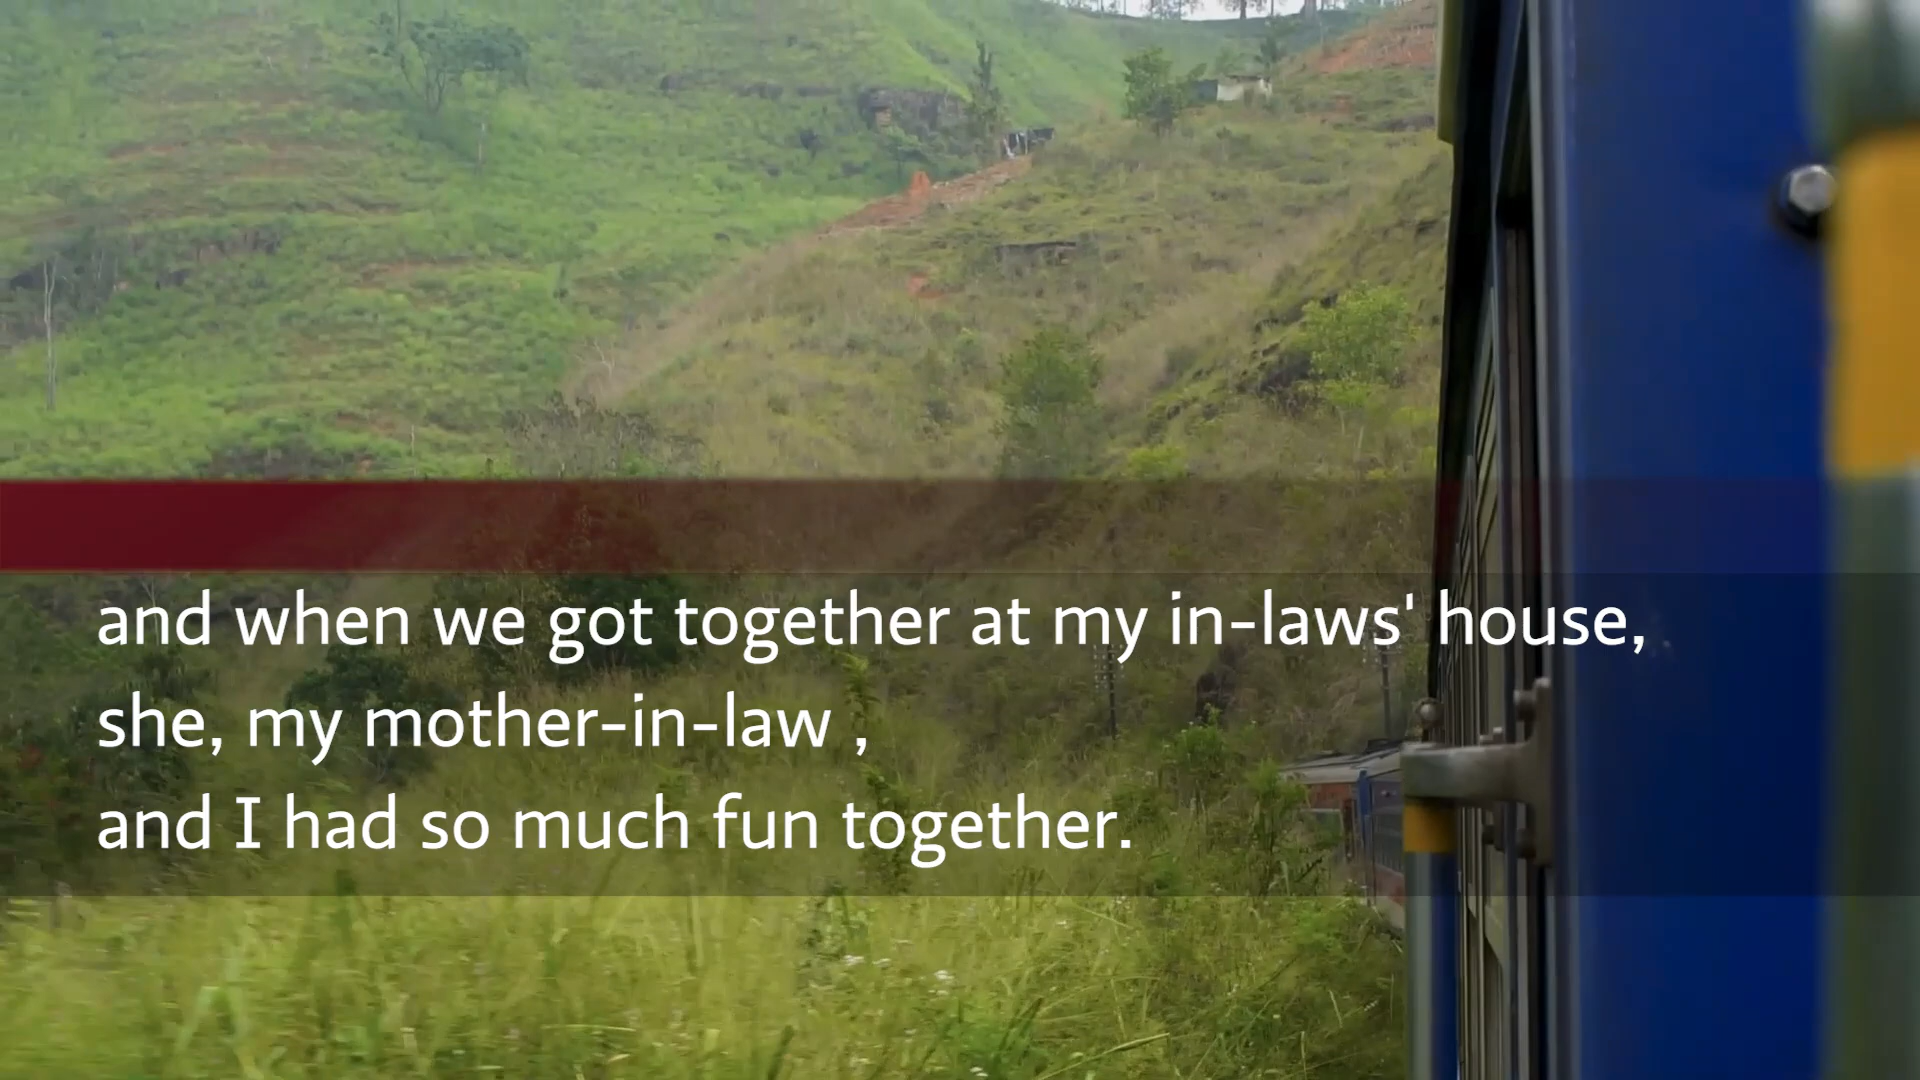 and when we got together at my in-laws' house,
she, my mother-in-law ,
and I had so much fun together.